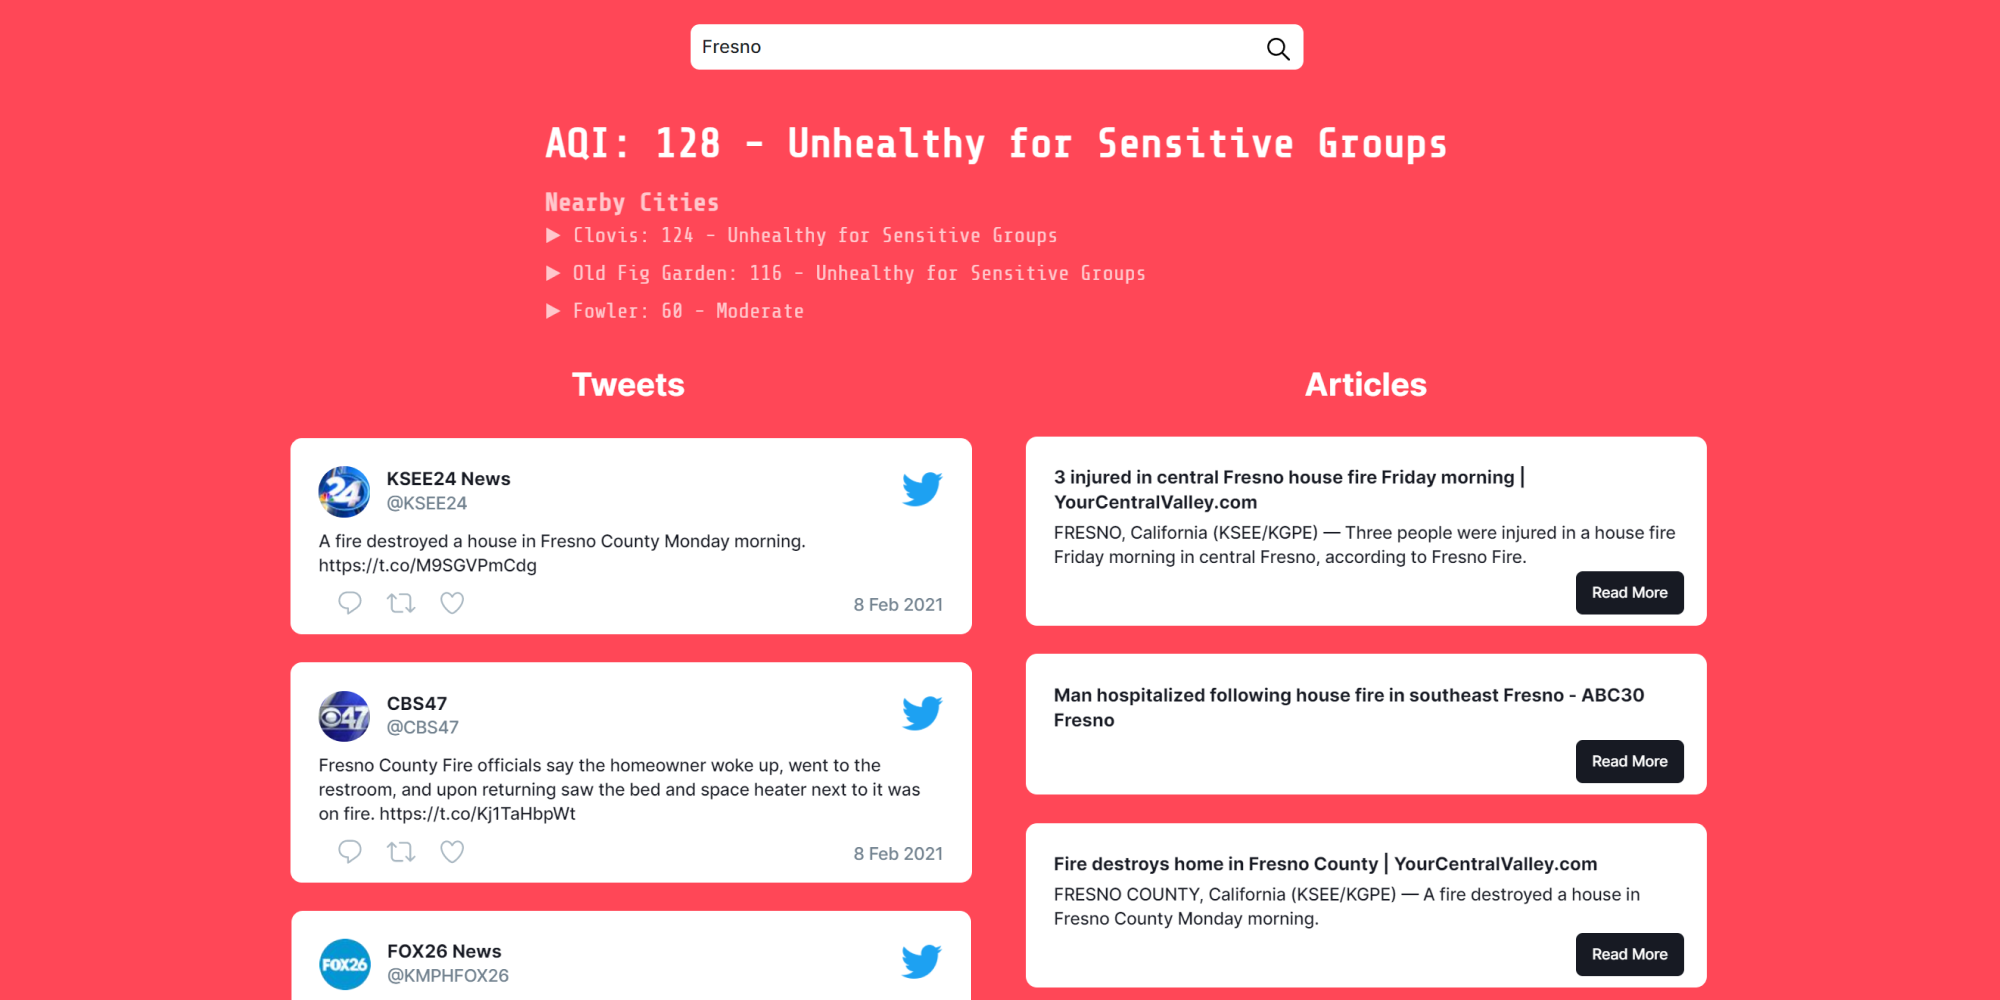 Fresno
AQI: 128 - Unhealthy for Sensitive Groups
Nearby Cities
▶ Clovis: 124 - Unhealthy for Sensitive Groups
▶ Old Fig Garden: 116 - Unhealthy for Sensitive Groups
▶ Fowler: 60 - Moderate
Tweets
24
KSEE24 News
@KSEE24
A fire destroyed a house in Fresno County Monday morning.
https://t.co/M9SGVPmCdg
8 Feb 2021
47
CBS47
@CBS47
Fresno County Fire officials say the homeowner woke up, went to the
restroom, and upon returning saw the bed and space heater next to it was
on fire. https://t.co/Kj1TaHbpWt
8 Feb 2021
FOX26
FOX26 News
@KMPHFOX26
Articles
3 injured in central Fresno house fire Friday morning |
YourCentralValley.com
FRESNO, California (KSEE/KGPE) — Three people were injured in a house fire
Friday morning in central Fresno, according to Fresno Fire.
Read More
Man hospitalized following house fire in southeast Fresno - ABC30
Fresno
Read More
Fire destroys home in Fresno County | YourCentralValley.com
FRESNO COUNTY, California (KSEE/KGPE) — A fire destroyed a house in
Fresno County Monday morning.
Read More